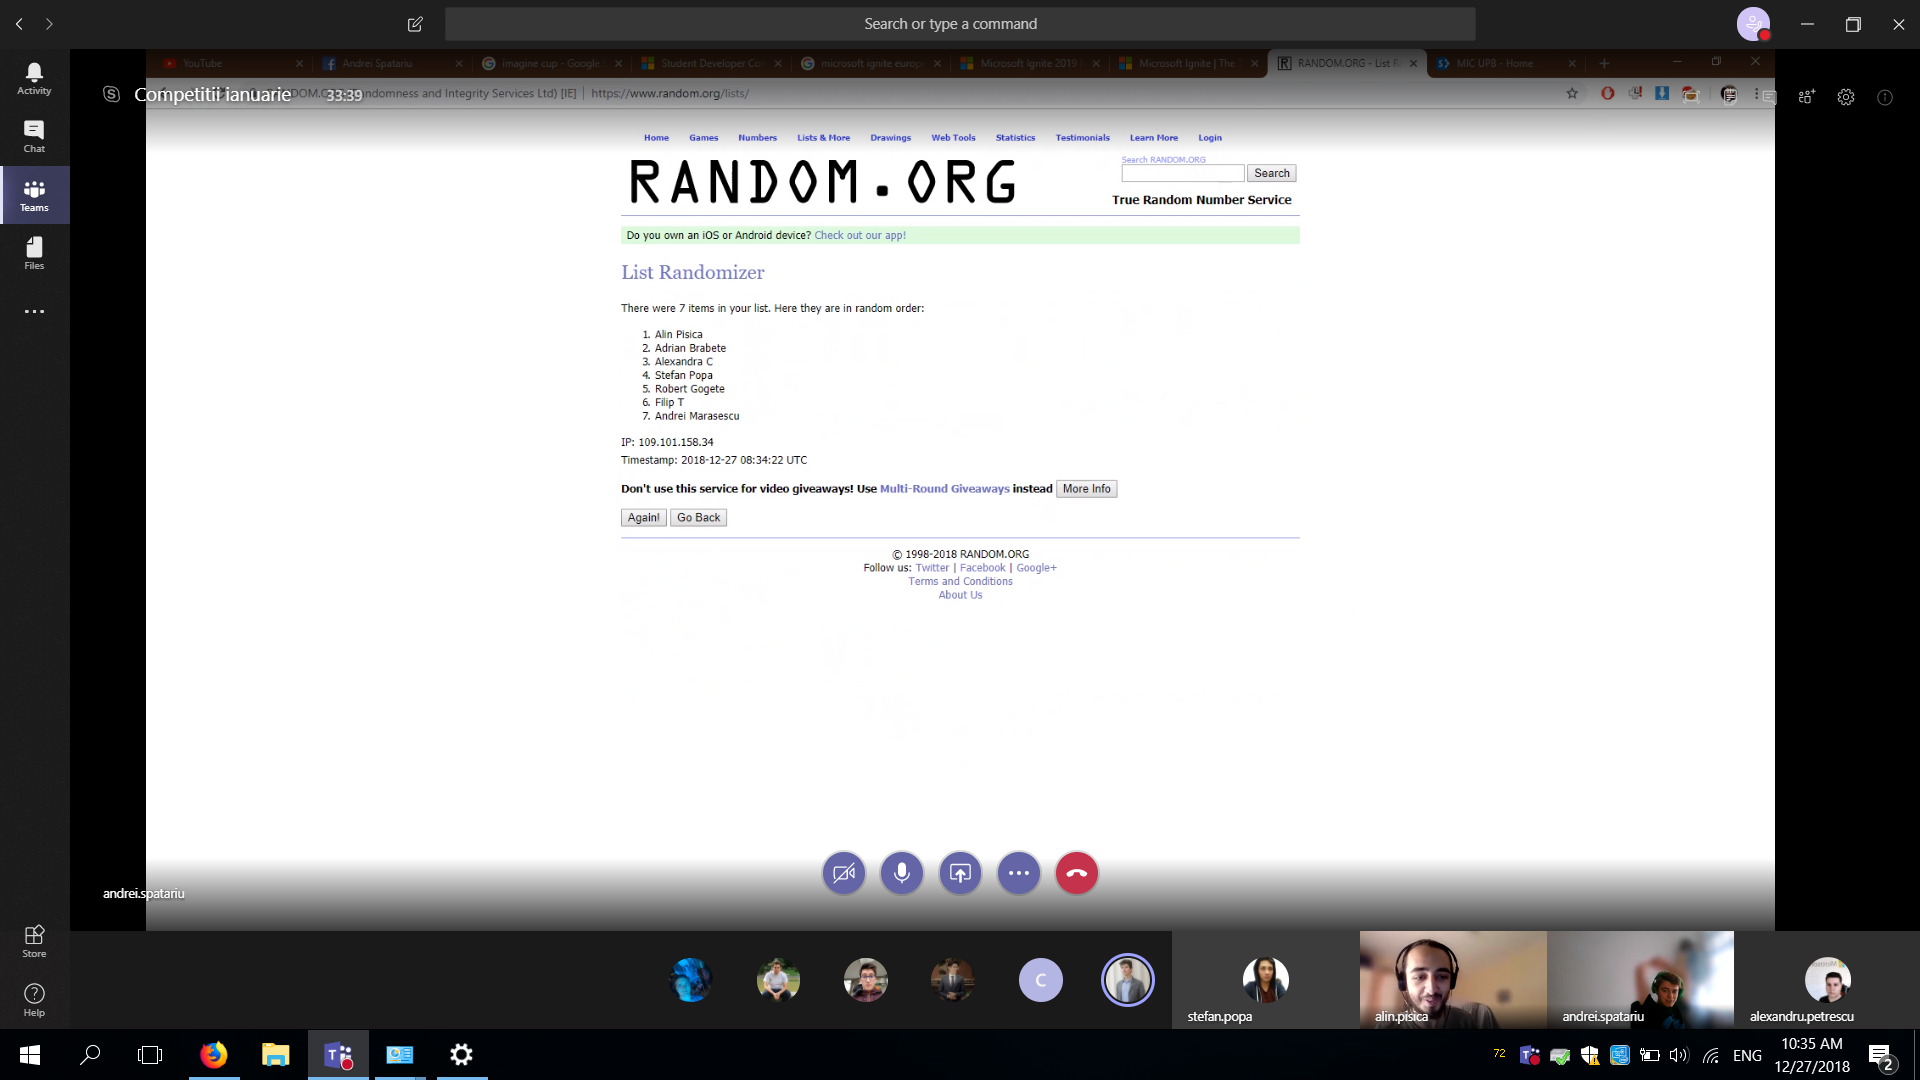 Search or type a command
YouTube
Andrei Spatariu
imagine cup - Google
Student Developer Co
microsoft ignite europ
Microsoft Ignite 2019
Microsoft Ignite | The
RANDOM.ORG - List R
MIC UPB - Home
Competitii ianuarie 33:39
ndomness and Integrity Services Ltd) [IE] https://www.random.org/lists/
Activity
Chat
Teams
Files
Store
Help
Home Games Numbers Lists & More Drawings Web Tools Statistics Testimonials Learn More Login
RANDOM.ORG
Search RANDOM.ORG
Search
True Random Number Service
Do you own an iOS or Android device? Check out our app!
List Randomizer
There were 7 items in your list. Here they are in random order:
1. Alin Pisica
2. Adrian Brabete
3. Alexandra C
4. Stefan Popa
5. Robert Gogete
6. Filip T
7. Andrei Marasescu
IP: 109.101.158.34
Timestamp: 2018-12-27 08:34:22 UTC
Don't use this service for video giveaways! Use Multi-Round Giveaways instead More Info
Again! Go Back
© 1998-2018 RANDOM.ORG
Follow us: Twitter | Facebook | Google+
Terms and Conditions
About Us
andrei.spatariu
C
stefan.popa
alin.pisica
andrei.spatariu
alexandru.petrescu
72
ENG
10:35 AM
12/27/2018
2